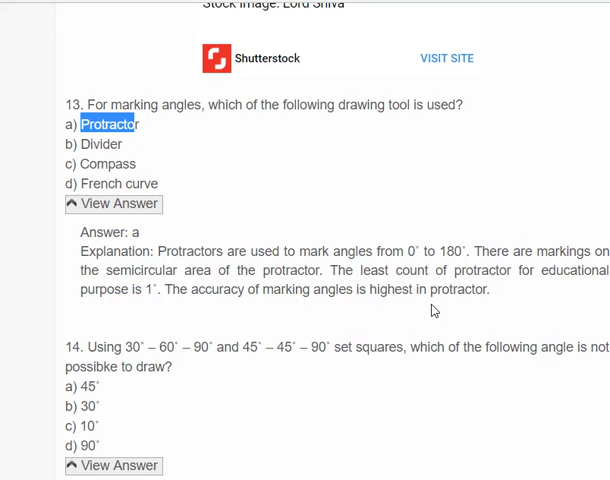 Stock Image: Lord Shiva
Shutterstock
VISIT SITE
13. For marking angles, which of the following drawing tool is used?
a) Protractor
b) Divider
c) Compass
d) French curve
View Answer
Answer: a
Explanation: Protractors are used to mark angles from 0° to 180°. There are markings on
the semicircular area of the protractor. The least count of protractor for educational
purpose is 1°. The accuracy of marking angles is highest in protractor.
14. Using 30° – 60° – 90° and 45° – 45° – 90° set squares, which of the following angle is not
possibke to draw?
a) 45°
b) 30°
c) 10°
d) 90°
View Answer